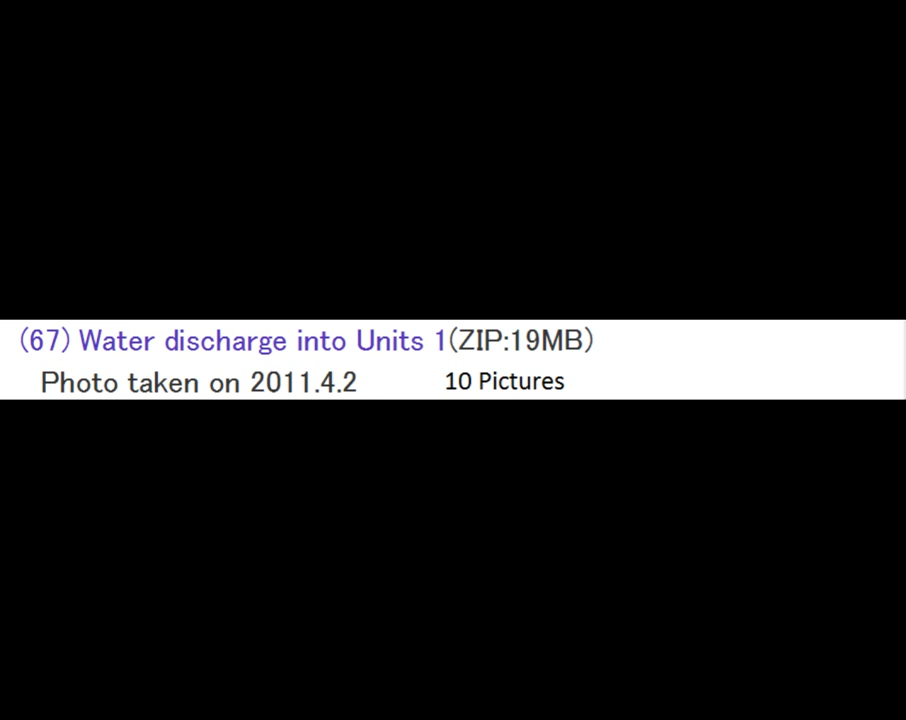 (67) Water discharge into Units 1(ZIP:19MB)
Photo taken on 2011.4.2 10 Pictures